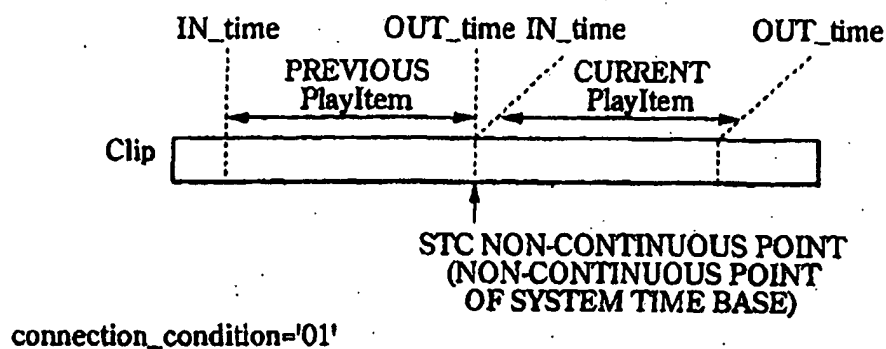 IN_time OUT_time IN_time OUT_time
PREVIOUS PlayItem
CURRENT PlayItem
Clip
STC NON-CONTINUOUS POINT
(NON-CONTINUOUS POINT
OF SYSTEM TIME BASE)
connection_condition='01'